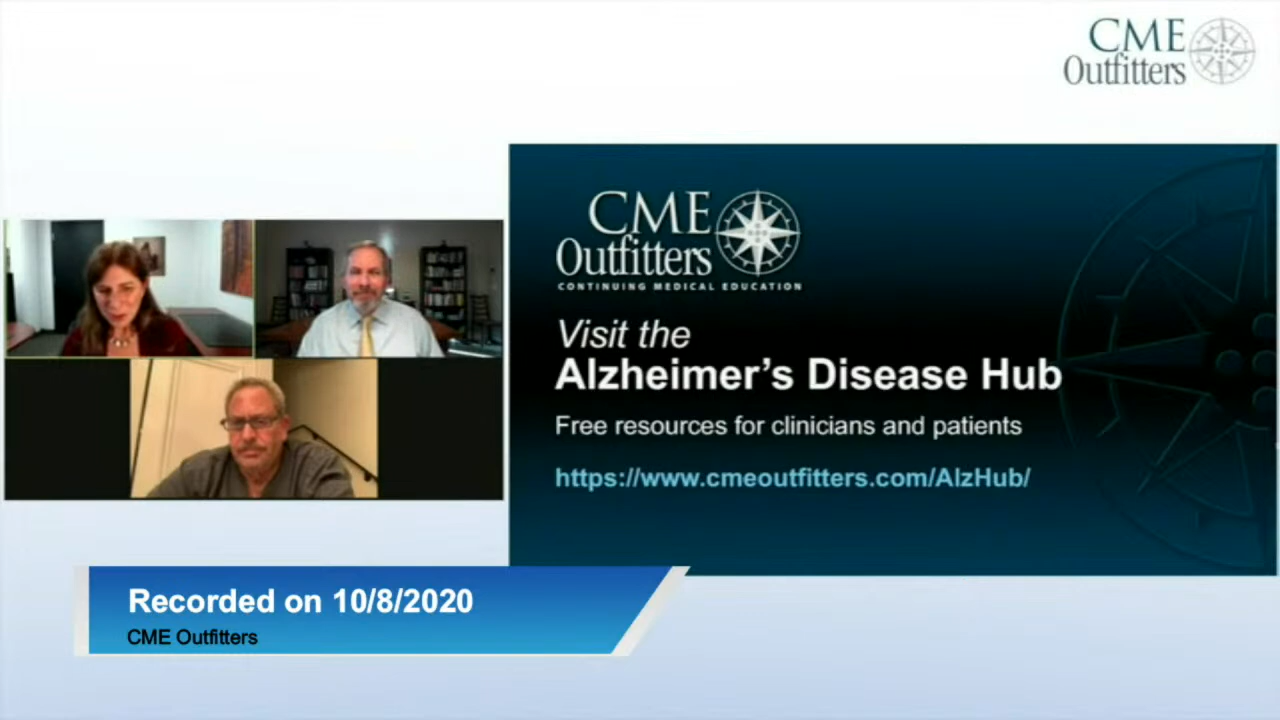 CME
Outfitters
CME
Outfitters
CONTINUING MEDICAL EDUCATION
Visit the
Alzheimer's Disease Hub
Free resources for clinicians and patients
https://www.cmeoutfitters.com/AlzHub/
Recorded on 10/8/2020
CME Outfitters